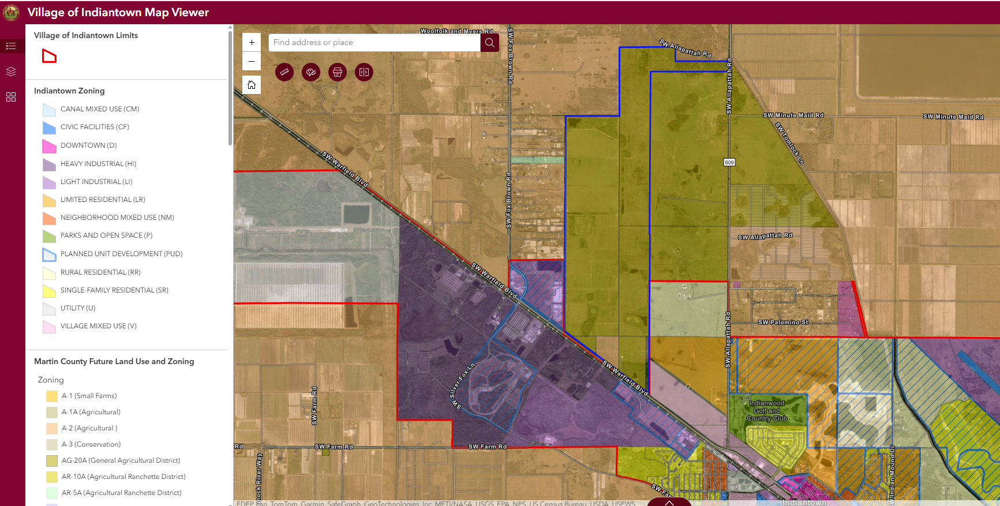 Village of Indiantown Map Viewer
Village of Indiantown Limits
Indiantown Zoning
CANAL MIXED USE (CM)
CIVIC FACILITIES (CF)
DOWNTOWN (D)
HEAVY INDUSTRIAL (HI)
LIGHT INDUSTRIAL (LI)
LIMITED RESIDENTIAL (LR)
NEIGHBORHOOD MIXED USE (NM)
PARKS AND OPEN SPACE (P)
PLANNED UNIT DEVELOPMENT (PUD)
RURAL RESIDENTIAL (RR)
SINGLE-FAMILY RESIDENTIAL (SR)
UTILITY (U)
VILLAGE MIXED USE (V)
Martin County Future Land Use and Zoning
Zoning
A-1 (Small Farms)
A-1A (Agricultural)
A-2 (Agricultural )
A-3 (Conservation)
AG-20A (General Agricultural District)
AR-10A (Agricultural Ranchette District)
AR-5A (Agricultural Ranchette District)
+
Find address or place
−
Woolfolk and Myers Rd
SW Fox Brown Rd
SW Allapattah Rd
SW Allapattah Rd
SW Minute Maid Rd
SW Minute Maid Rd
SW Tomlock Ln
609
SW Warfield Blvd
SW Fox Brown Rd
SW Allapattah Rd
SW Warfield Blvd
SW Palomino St
SW Allapattah Rd
SW Warfield Blvd
SW Silver Fox Ln
SW Farm Rd
Indianwood
Golf and
Country Club
Rd
SW Farm Rd
SW Farm Rd
nock River Way
SW Indian Mound Dr
SW Fa
Indiantown
FDEP, Esri, TomTom, Garmin, SafeGraph, GeoTechnologies, Inc, METI/NASA, USGS, EPA, NPS, US Census Bureau, USDA, USFWS